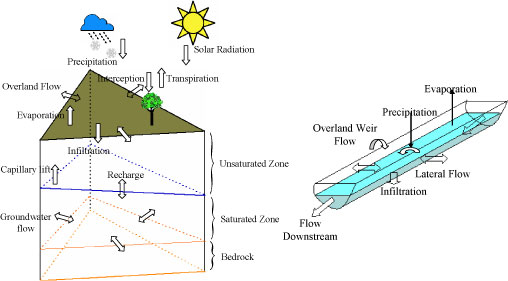 Solar Radiation
Precipitation
Interception
Transpiration
Overland Flow
Evaporation
Infiltration
Capillary lift
Recharge
Unsaturated Zone
Groundwater
flow
Saturated Zone
Bedrock
Evaporation
Precipitation
Overland Weir
Flow
Lateral Flow
Infiltration
Flow
Downstream